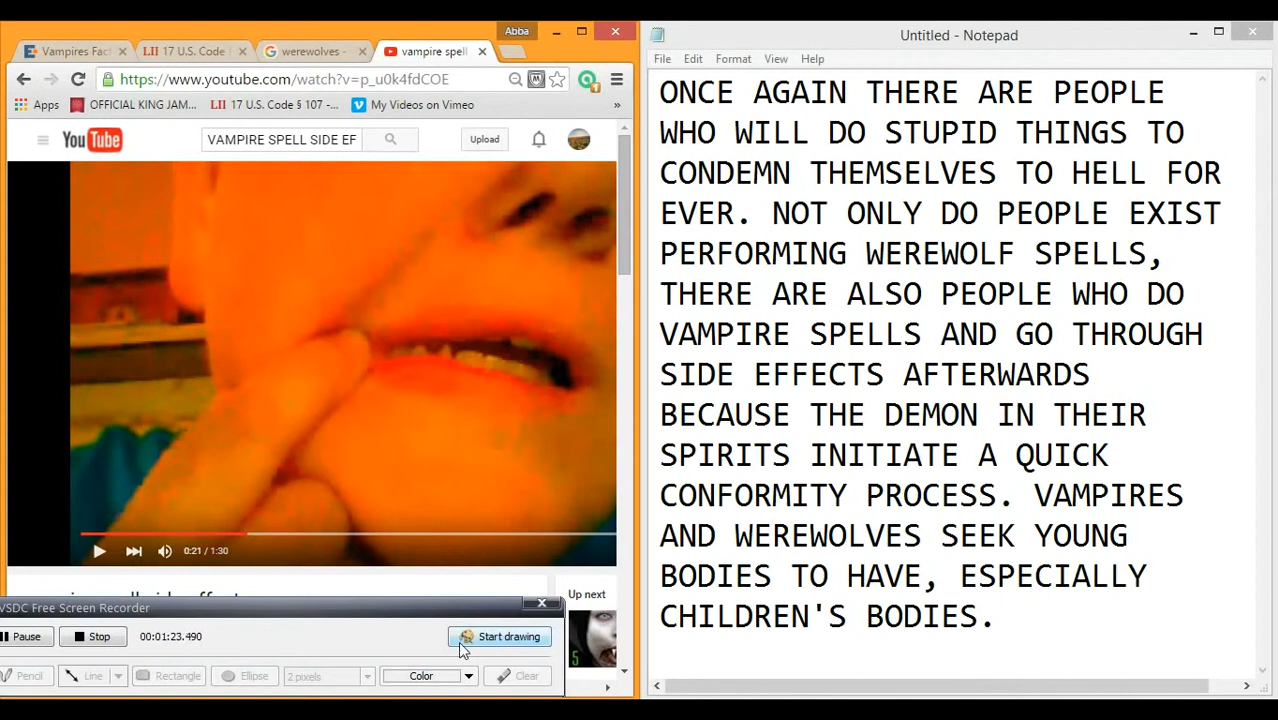 Abba
Vampires Fact
LII 17 U.S. Code
werewolves -
vampire spell
https://www.youtube.com/watch?v=p_u0k4fdCOE
Apps
OFFICIAL KING JAM...
LII 17 U.S. Code § 107 -...
My Videos on Vimeo
»
YouTube
VAMPIRE SPELL SIDE EF
Upload
0:21 / 1:30
Up next
5
VSDC Free Screen Recorder
Pause
Stop
00:01:23.490
Start drawing
Pencil
Line
Rectangle
Ellipse
2 pixels
Color
Clear
Untitled - Notepad
File Edit Format View Help
ONCE AGAIN THERE ARE PEOPLE
WHO WILL DO STUPID THINGS TO
CONDEMN THEMSELVES TO HELL FOR
EVER. NOT ONLY DO PEOPLE EXIST
PERFORMING WEREWOLF SPELLS,
THERE ARE ALSO PEOPLE WHO DO
VAMPIRE SPELLS AND GO THROUGH
SIDE EFFECTS AFTERWARDS
BECAUSE THE DEMON IN THEIR
SPIRITS INITIATE A QUICK
CONFORMITY PROCESS. VAMPIRES
AND WEREWOLVES SEEK YOUNG
BODIES TO HAVE, ESPECIALLY
CHILDREN'S BODIES.